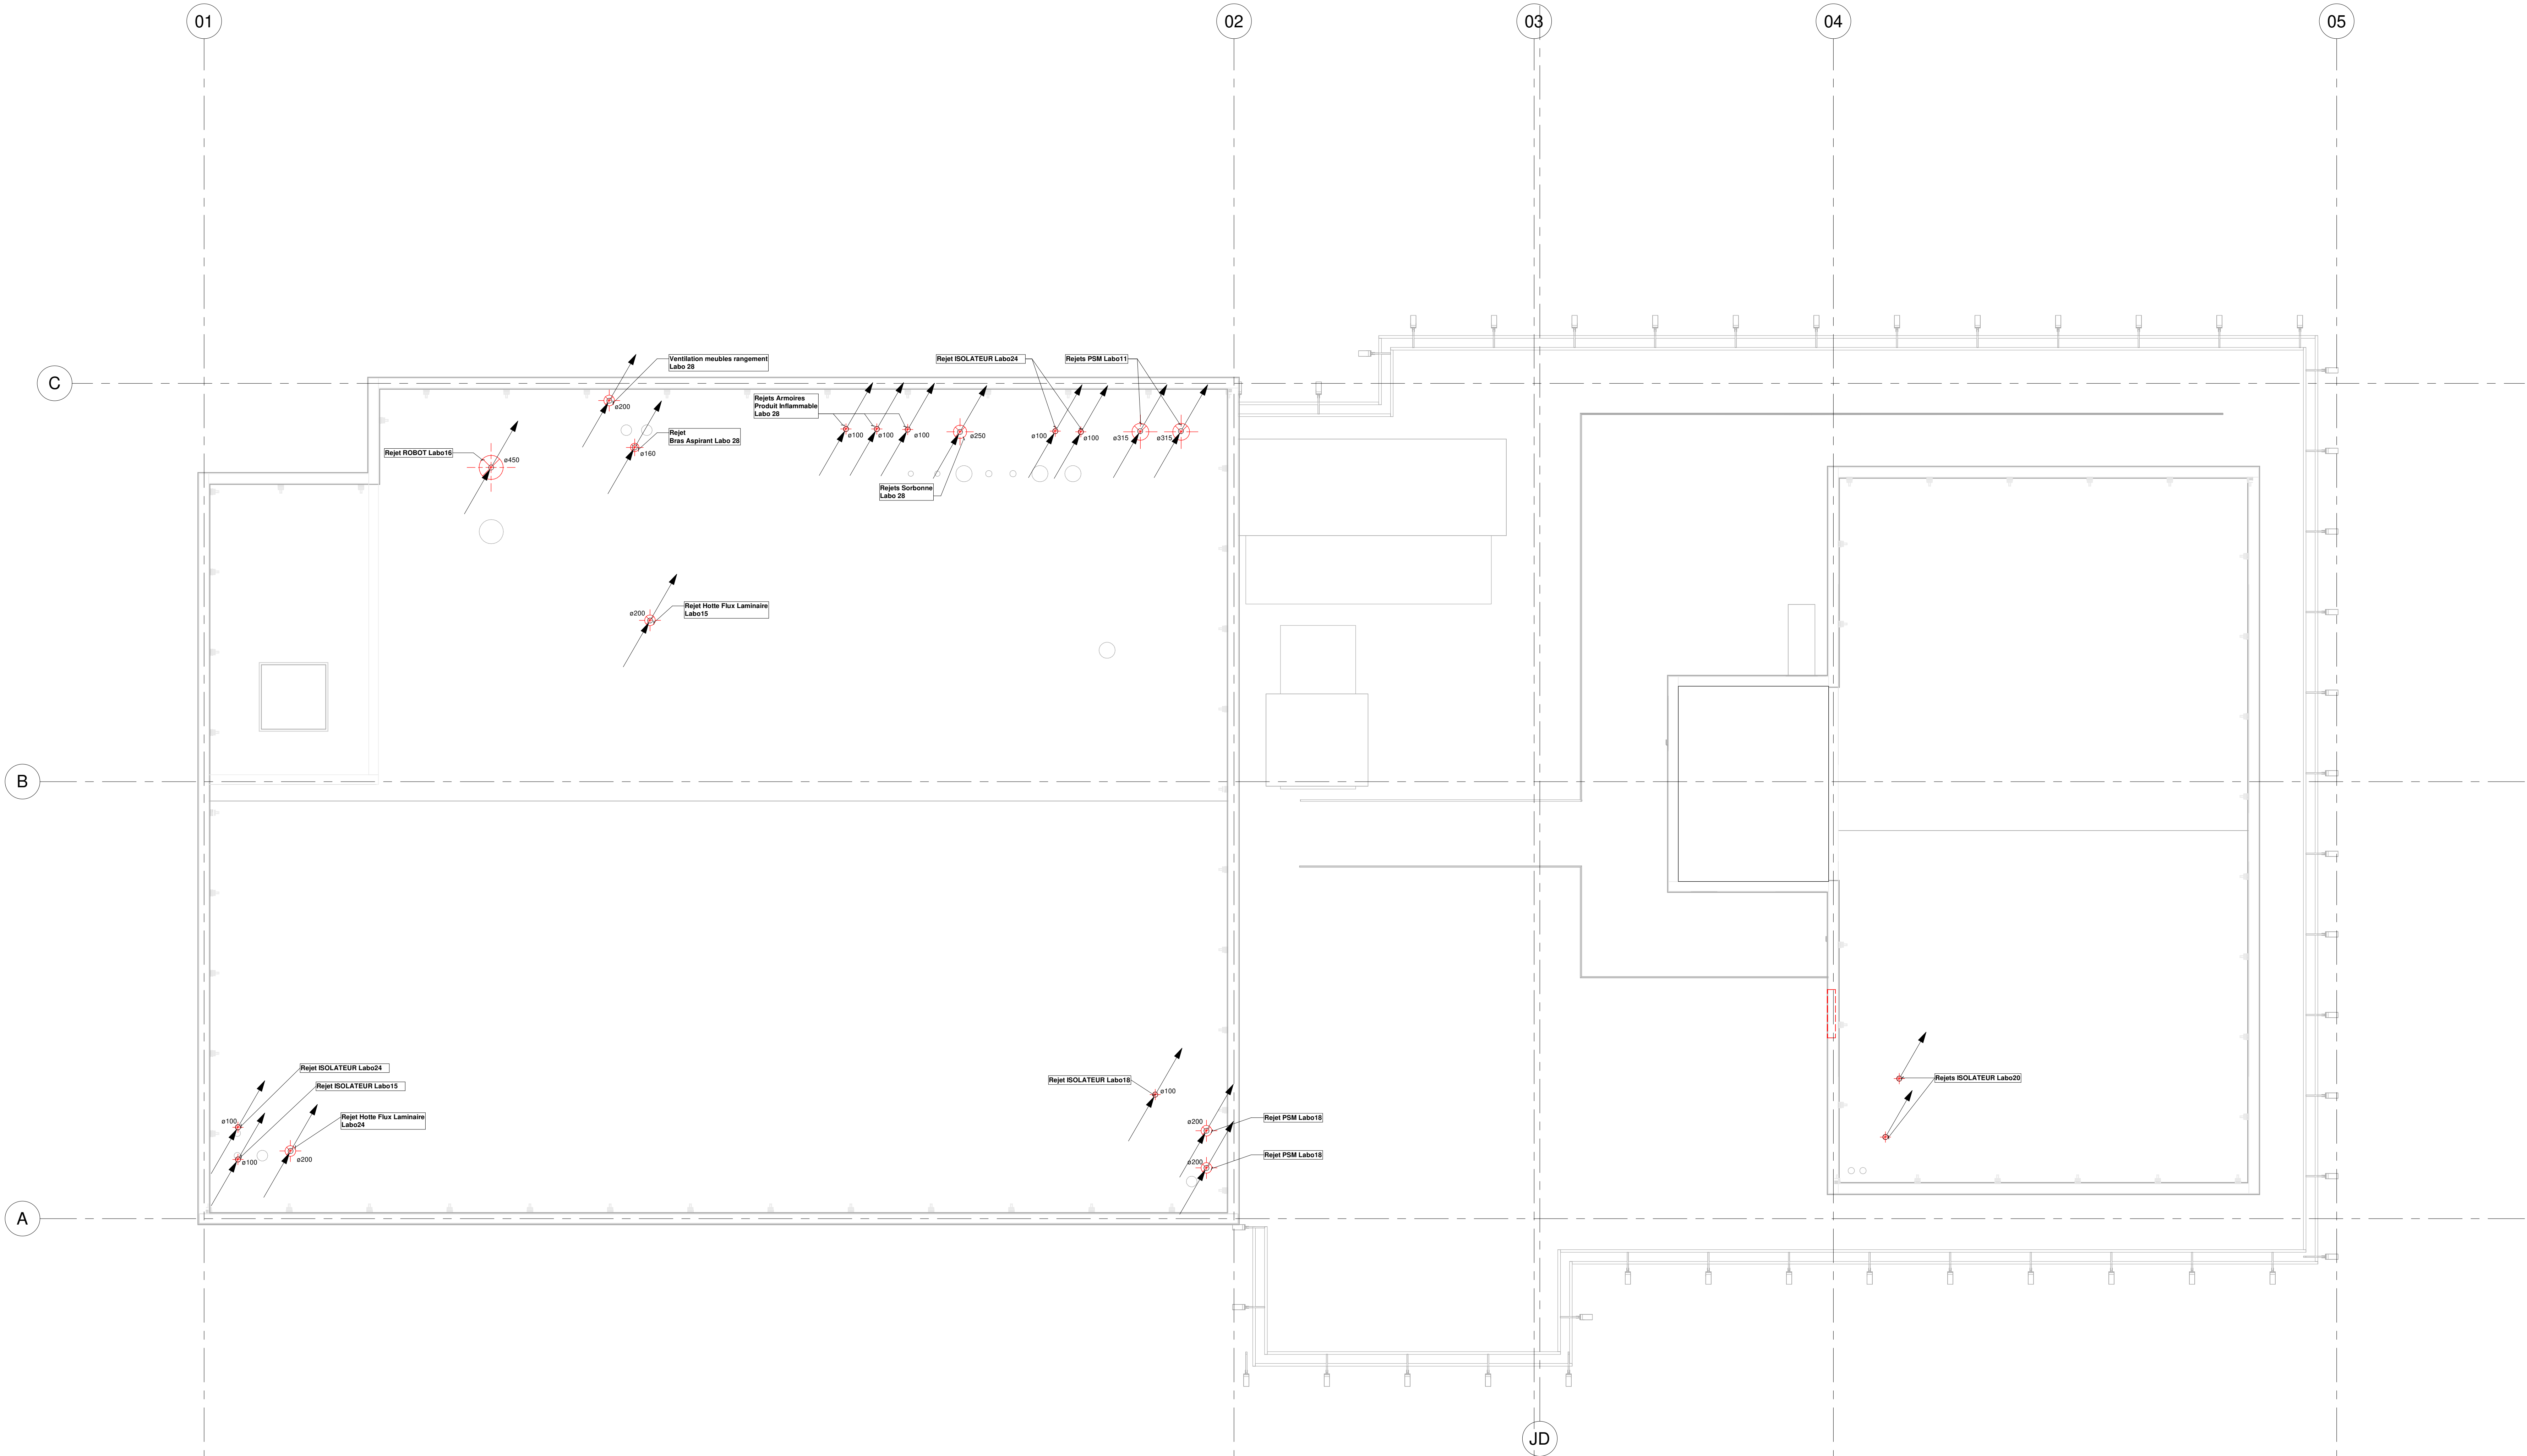 01
02
03
04
05
C
B
A
JD
Ventilation meubles rangement
Labo 28
ø200
Rejet
Bras Aspirant Labo 28
ø160
Rejet ROBOT Labo16
ø450
Rejets Armoires
Produit Inflammable
Labo 28
ø100
ø100
ø100
Rejets Sorbonne
Labo 28
ø250
Rejet ISOLATEUR Labo24
ø100
ø100
Rejets PSM Labo11
ø315
ø315
Rejet Hotte Flux Laminaire
Labo15
ø200
Rejet ISOLATEUR Labo24
ø100
Rejet ISOLATEUR Labo15
ø100
Rejet Hotte Flux Laminaire
Labo24
ø200
Rejet ISOLATEUR Labo18
ø100
Rejet PSM Labo18
ø200
Rejet PSM Labo18
ø200
Rejets ISOLATEUR Labo20